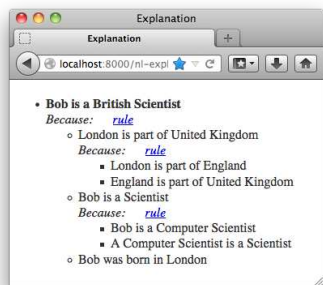 Explanation
Explanation
localhost:8000/nl-expl
Bob is a British Scientist
Because: rule
London is part of United Kingdom
Because: rule
London is part of England
England is part of United Kingdom
Bob is a Scientist
Because: rule
Bob is a Computer Scientist
A Computer Scientist is a Scientist
Bob was born in London